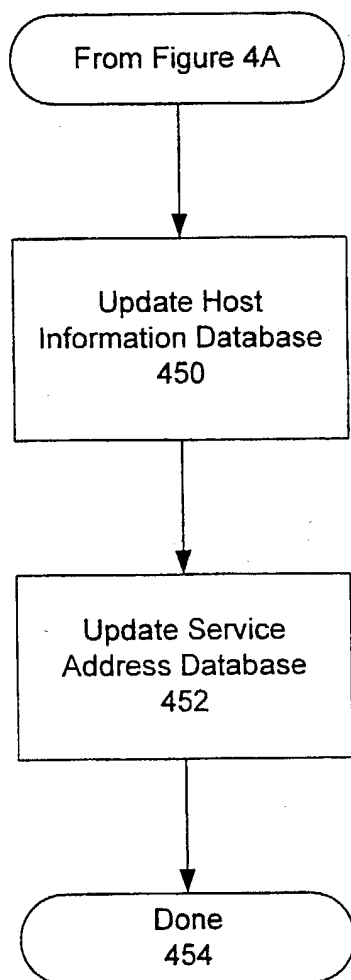 From Figure 4A
Update Host
Information Database
450
Update Service
Address Database
452
Done
454